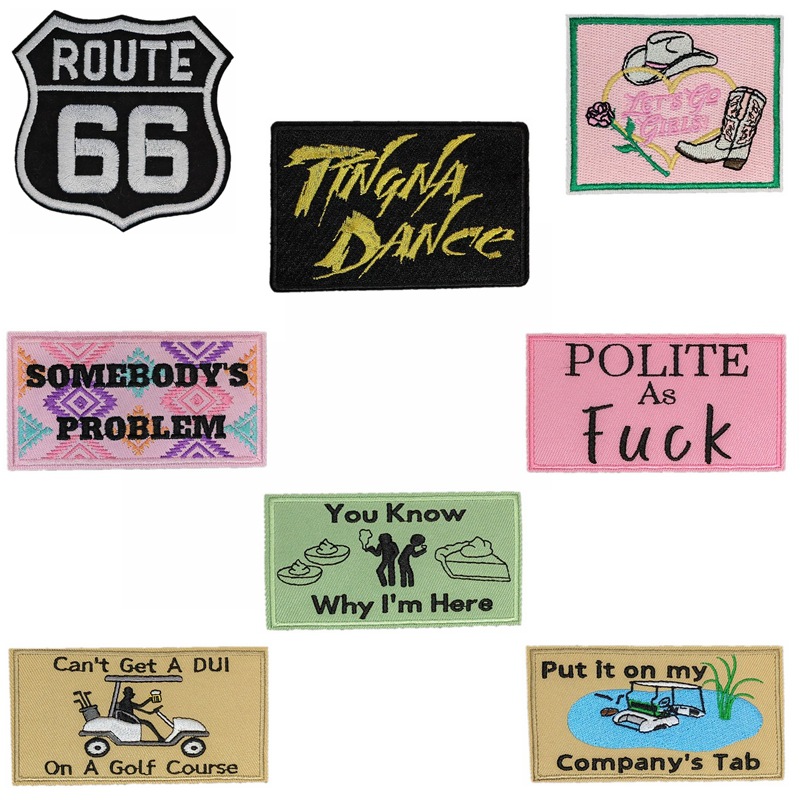 ROUTE
66
LET'S GO
GIRLS
TINGNA
DANCE
SOMEBODY'S
PROBLEM
POLITE
As
Fuck
You Know
Why I'm Here
Can't Get A DUI
On A Golf Course
Put it on my
Company's Tab